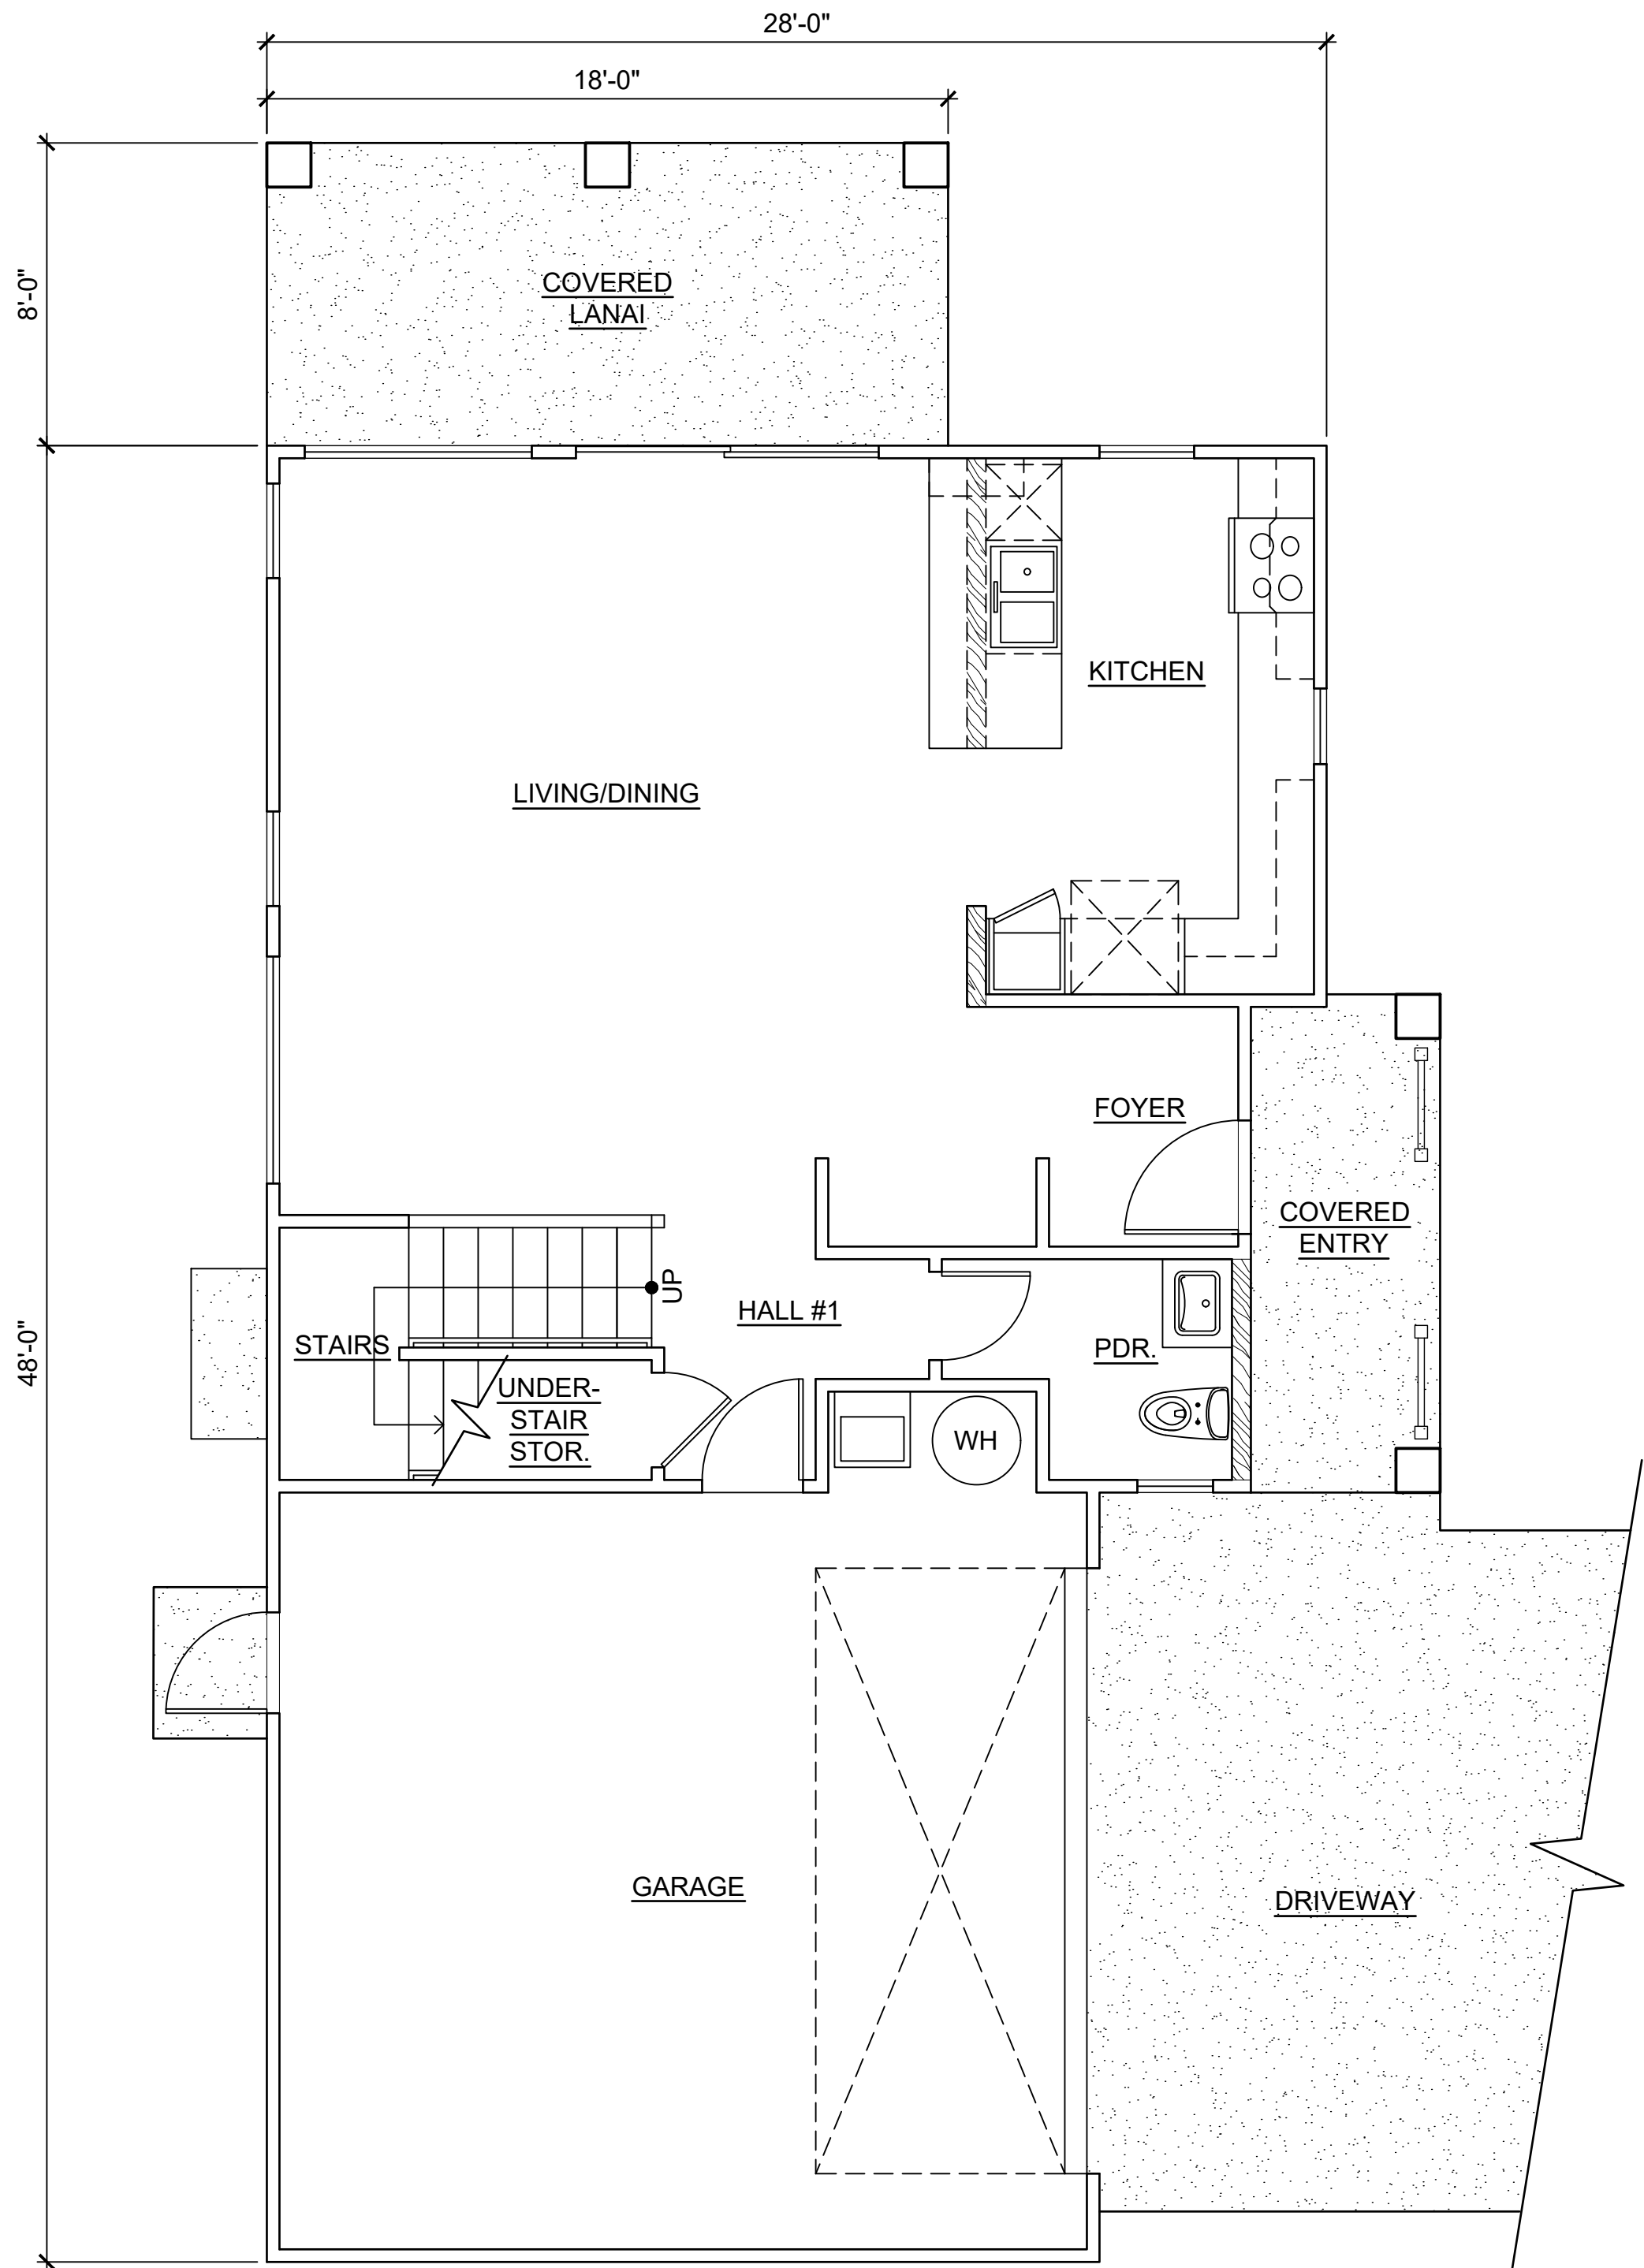 28'-0"
18'-0"
8'-0"
COVERED
LANAI
KITCHEN
LIVING/DINING
FOYER
COVERED
ENTRY
UP
HALL #1
STAIRS
PDR.
UNDER-
STAIR
STOR.
WH
48'-0"
GARAGE
DRIVEWAY